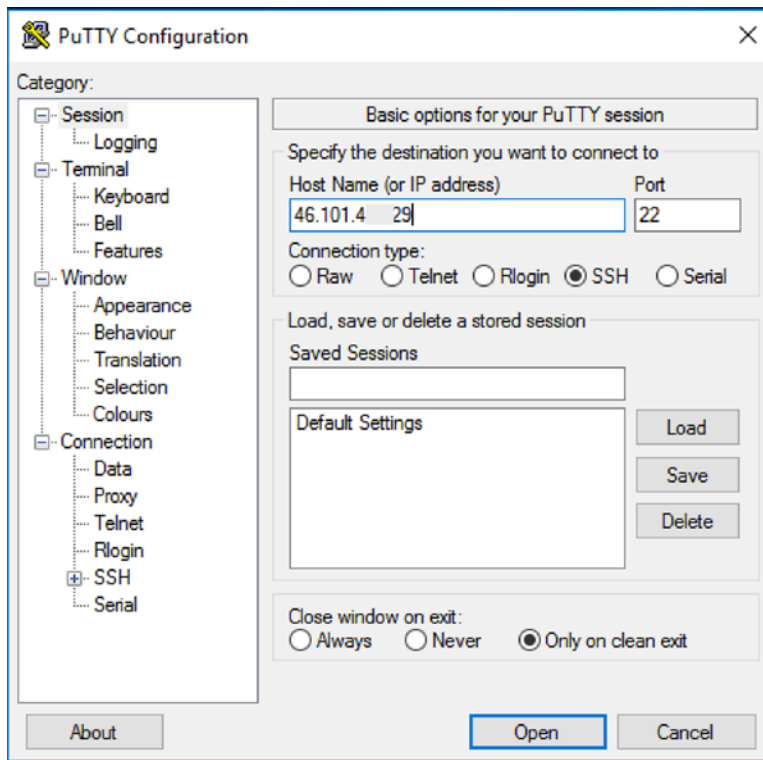 PuTTY Configuration
Category:
Session
Logging
Terminal
Keyboard
Bell
Features
Window
Appearance
Behaviour
Translation
Selection
Colours
Connection
Data
Proxy
Telnet
Rlogin
SSH
Serial
Basic options for your PuTTY session
Specify the destination you want to connect to
Host Name (or IP address) Port
46.101.4 29 22
Connection type:
Raw Telnet Rlogin SSH Serial
Load, save or delete a stored session
Saved Sessions
Default Settings
Load
Save
Delete
Close window on exit:
Always Never Only on clean exit
About Open Cancel